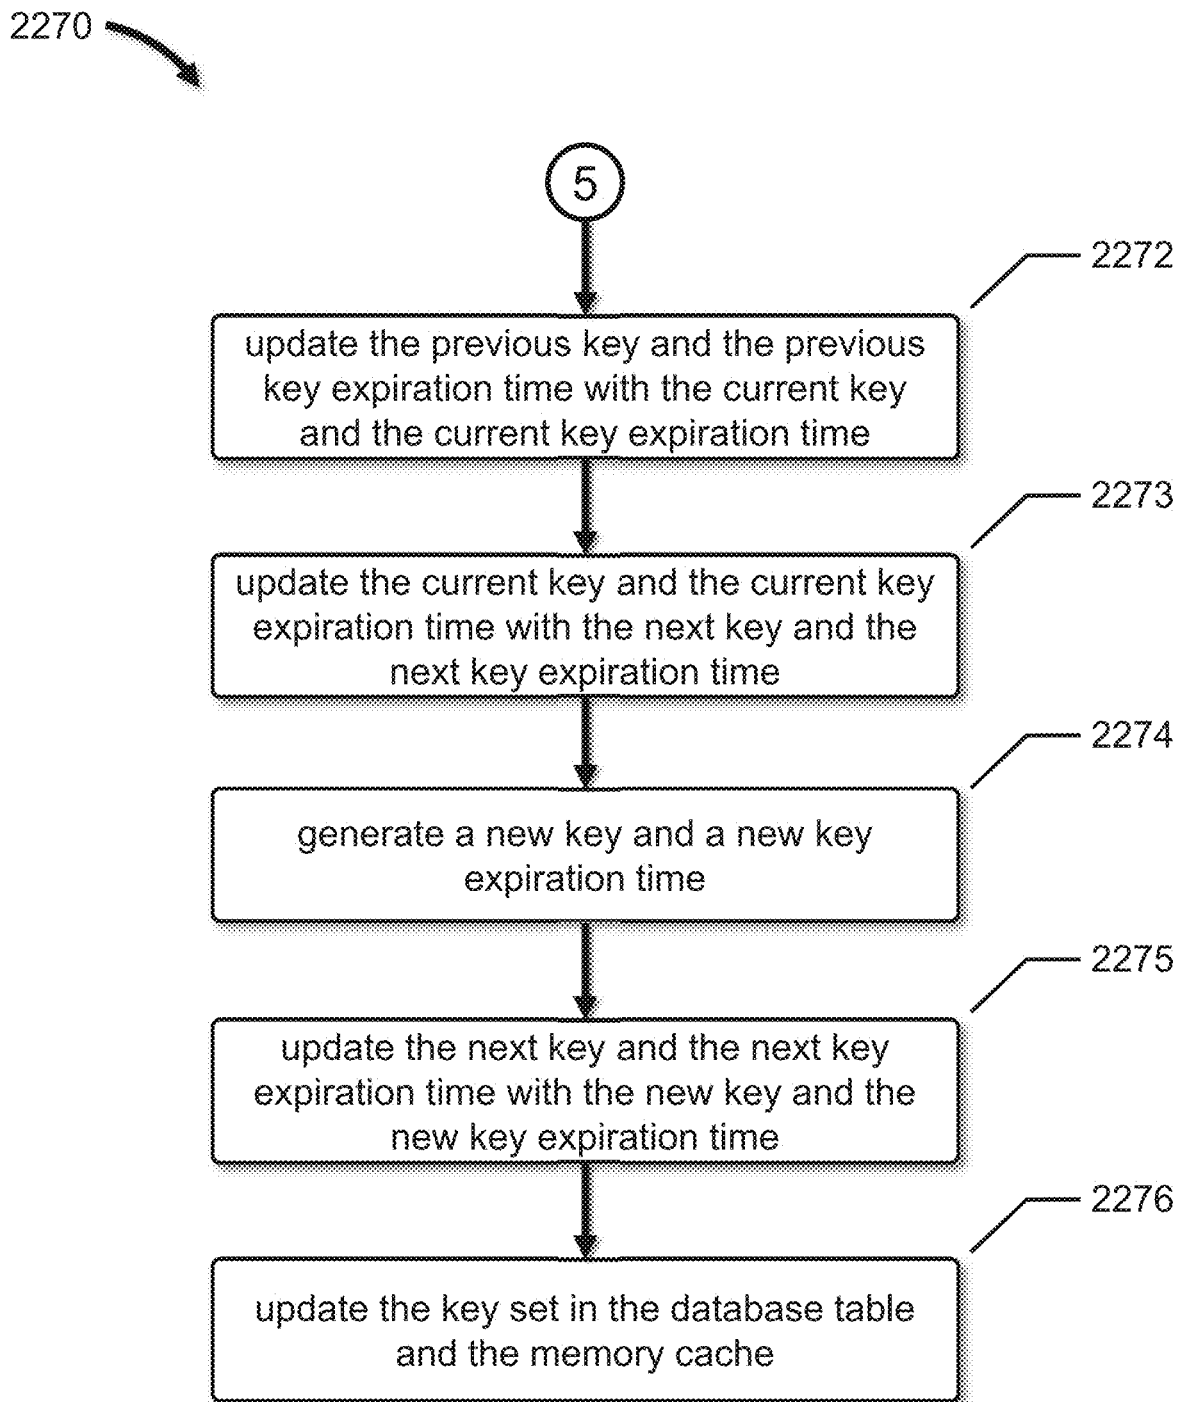 2270
5
2272
update the previous key and the previous
key expiration time with the current key
and the current key expiration time
2273
update the current key and the current key
expiration time with the next key and the
next key expiration time
2274
generate a new key and a new key
expiration time
2275
update the next key and the next key
expiration time with the new key and the
new key expiration time
2276
update the key set in the database table
and the memory cache